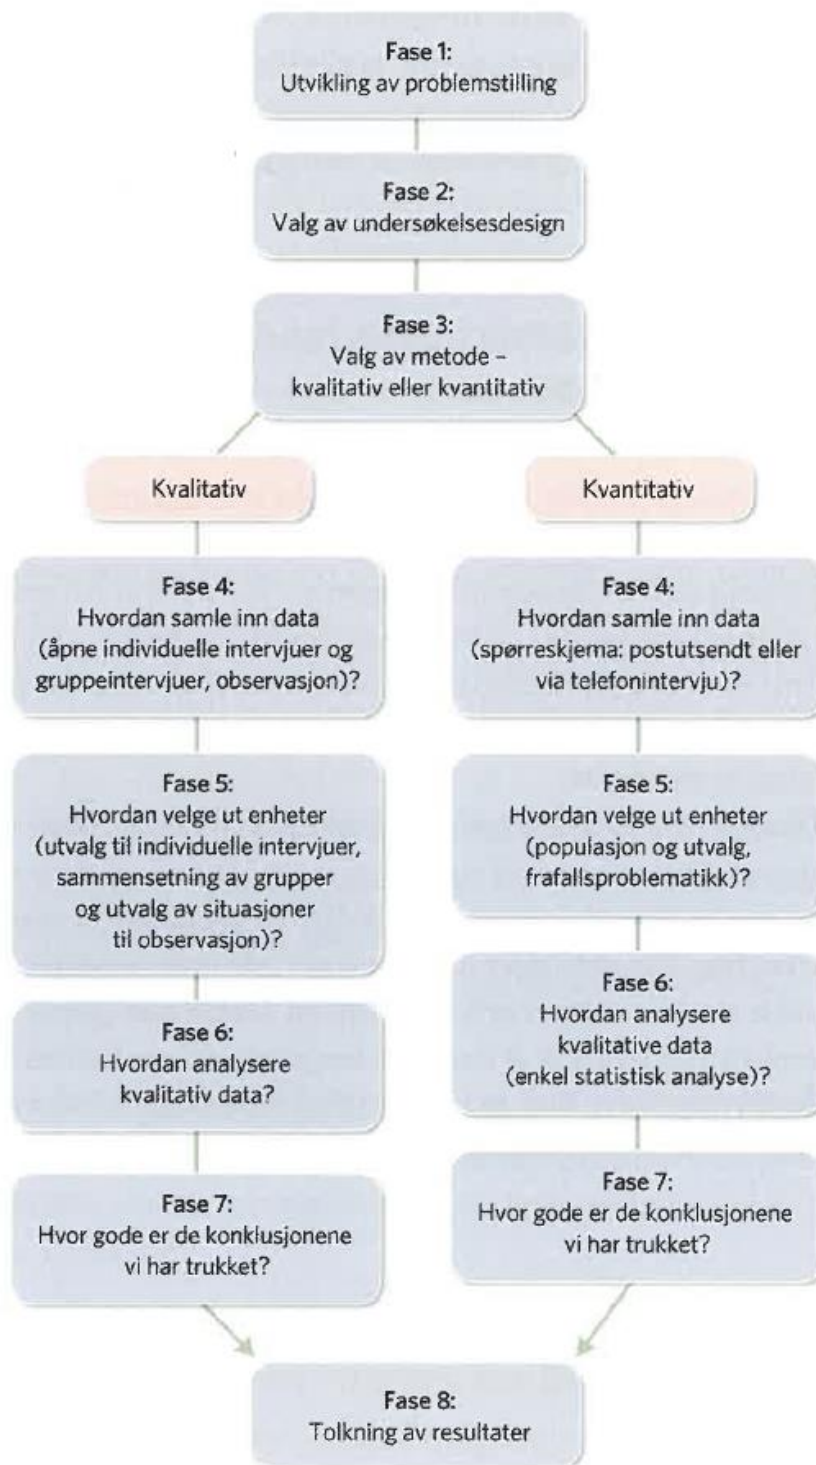 Fase 1:
Utvikling av problemstilling
Fase 2:
Valg av undersøkelsesdesign
Fase 3:
Valg av metode –
kvalitativ eller kvantitativ
Kvalitativ
Fase 4:
Hvordan samle inn data
(åpne individuelle intervjuer og
gruppeintervjuer, observasjon)?
Fase 5:
Hvordan velge ut enheter
(utvalg til individuelle intervjuer,
sammensetning av grupper
og utvalg av situasjoner
til observasjon)?
Fase 6:
Hvordan analysere
kvalitativ data?
Fase 7:
Hvor gode er de konklusjonene
vi har trukket?
Kvantitativ
Fase 4:
Hvordan samle inn data
(spørreskjema: postutsendt eller
via telefonintervju)?
Fase 5:
Hvordan velge ut enheter
(populasjon og utvalg,
frafallsproblematikk)?
Fase 6:
Hvordan analysere
kvalitative data
(enkel statistisk analyse)?
Fase 7:
Hvor gode er de konklusjonene
vi har trukket?
Fase 8:
Tolkning av resultater